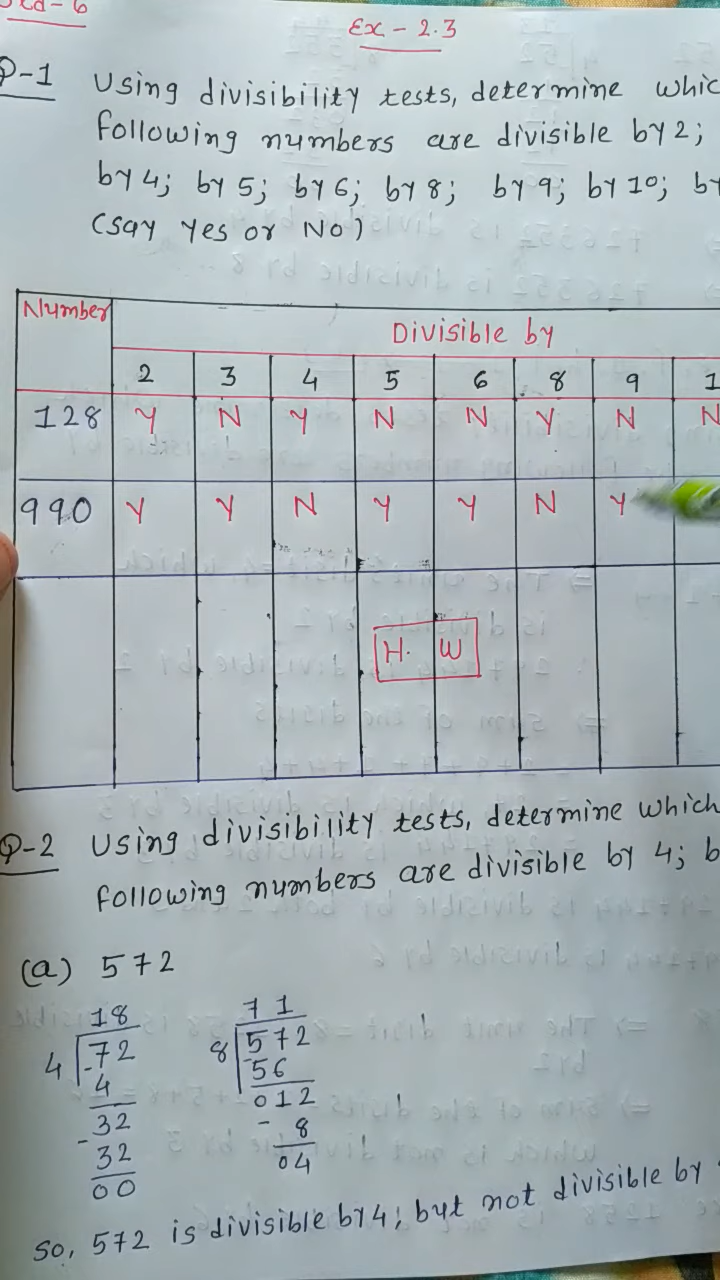 Ex - 2.3
Q-1 Using divisibility tests, determine whic
following numbers are divisible by 2;
by 4; by 5; by 6; by 8; by 9; by 10; by
(say Yes or No)
Number Divisible by
2 3 4 5 6 8 9 1
128 Y N Y N N Y N N
990 Y Y N Y Y N Y
H. W
Q-2 Using divisibility tests, determine which
following numbers are divisible by 4; b
(a) 572
18 71
4 72 8 572
- 4 - 56
32 012
- 32 - 8
00 04
So, 572 is divisible by 4; but not divisible by